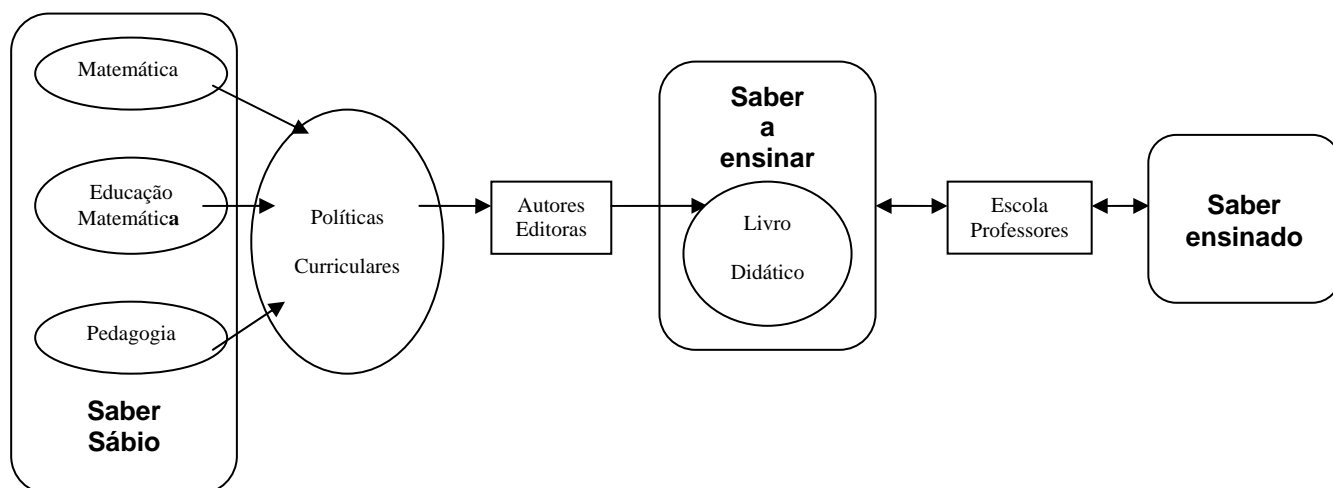 Matemática
Educação
Matemática
Pedagogia
Saber
Sábio
Políticas
Curriculares
Autores
Editoras
Saber
a
ensinar
Livro
Didático
Escola
Professores
Saber
ensinado